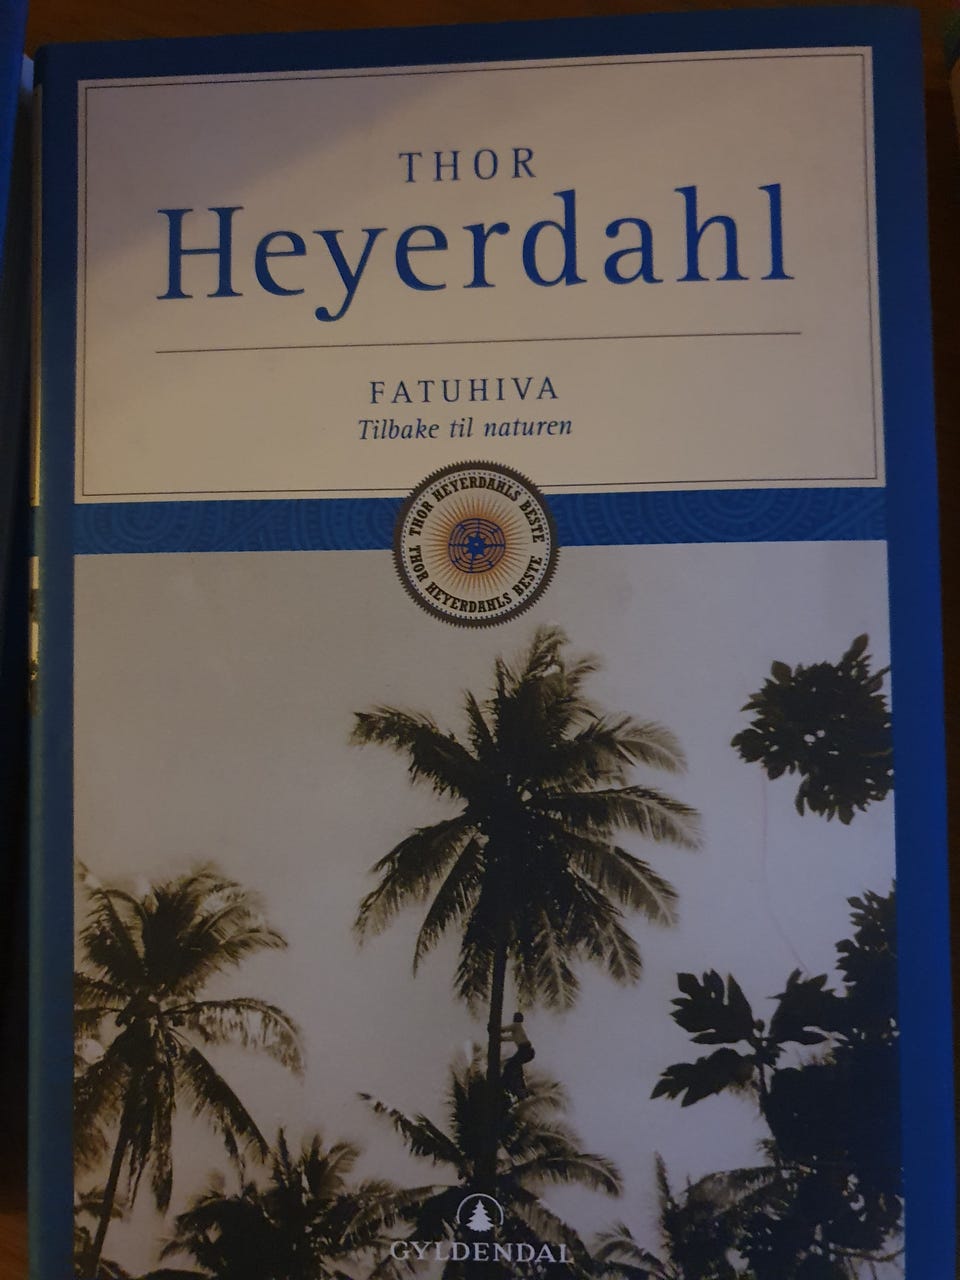 THOR
Heyerdahl
FATUHIVA
Tilbake til naturen
THOR HEYERDAHLS BESTE
THOR HEYERDAHLS BESTE
GYLDENDAL